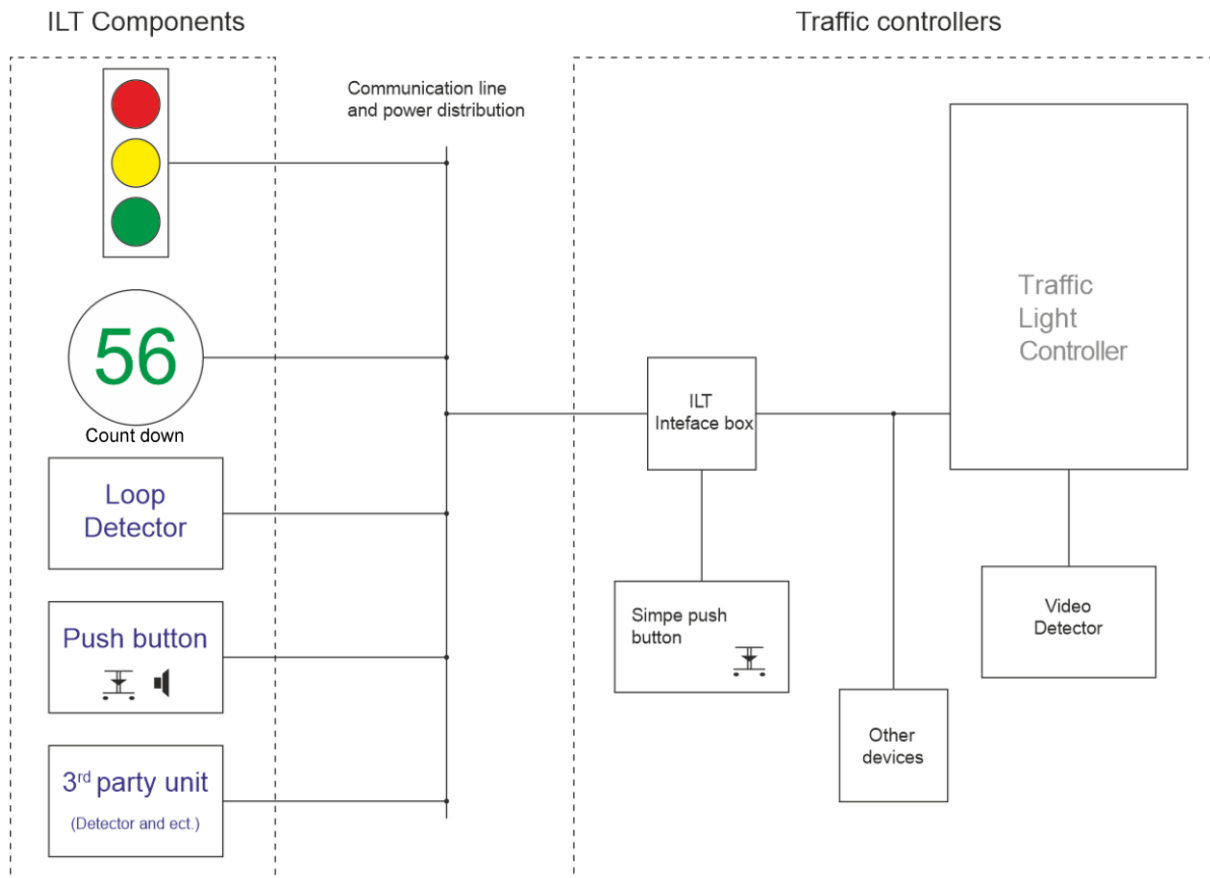 ILT Components
Traffic controllers
Communication line
and power distribution
56
Count down
Loop
Detector
Push button
3rd party unit
(Detector and ect.)
ILT
Inteface box
Simpe push
button
Traffic
Light
Controller
Video
Detector
Other
devices